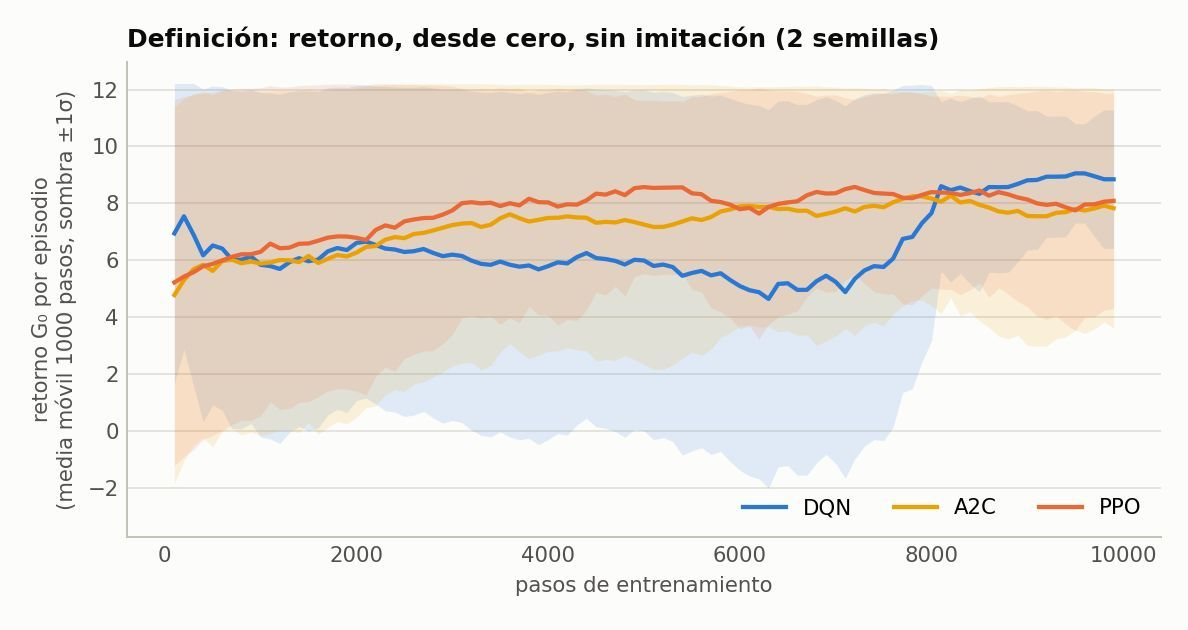 Definición: retorno, desde cero, sin imitación (2 semillas)
retorno G₀ por episodio
(media móvil 1000 pasos, sombra ±1σ)
12
10
8
6
4
2
0
−2
DQN
A2C
PPO
0
2000
4000
6000
8000
10000
pasos de entrenamiento